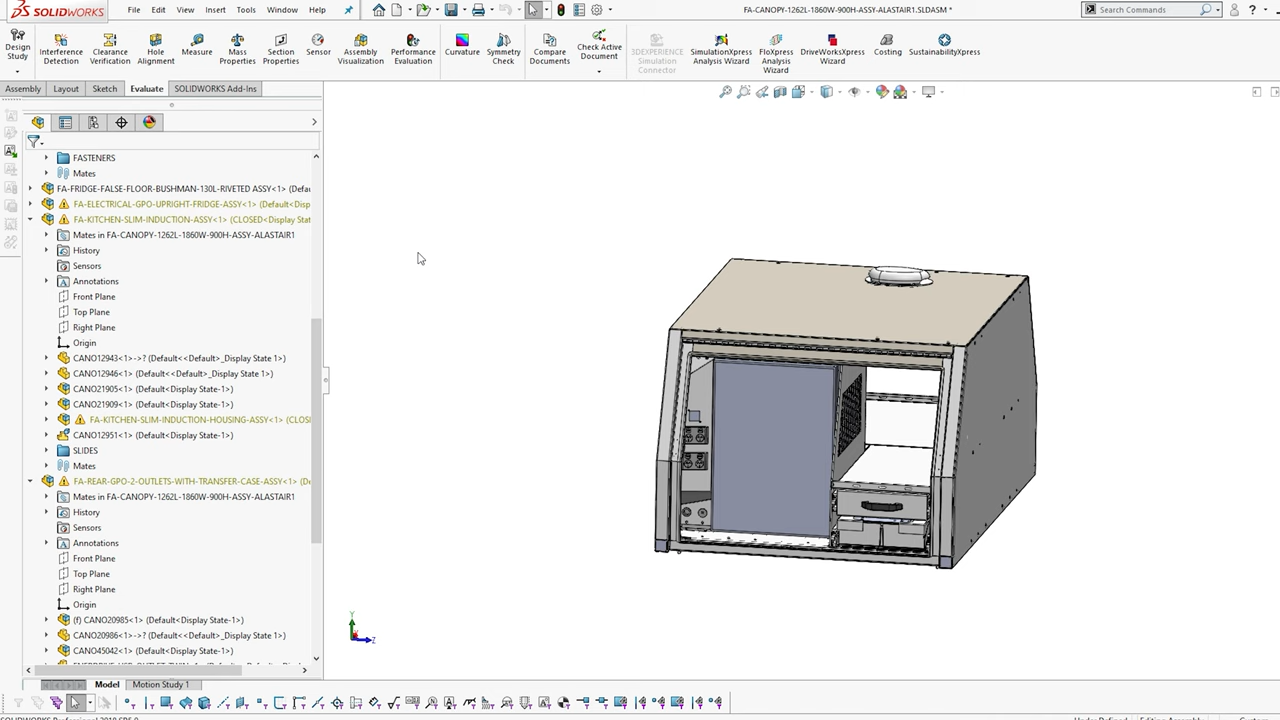 SOLIDWORKS
File Edit View Insert Tools Window Help
FA-CANOPY-1262L-1860W-900H-ASSY-ALASTAIR1.SLDASM *
Search Commands
Design Study
Interference Detection
Clearance Verification
Hole Alignment
Measure
Mass Properties
Section Properties
Sensor
Assembly Visualization
Performance Evaluation
Curvature
Symmetry Check
Compare Documents
Check Active Document
3DEXPERIENCE Simulation Connector
SimulationXpress Analysis Wizard
FloXpress Analysis Wizard
DriveWorksXpress Wizard
Costing
SustainabilityXpress
Assembly Layout Sketch Evaluate SOLIDWORKS Add-Ins
FASTENERS
Mates
FA-FRIDGE-FALSE-FLOOR-BUSHMAN-130L-RIVETED ASSY<1> (Defau
FA-ELECTRICAL-GPO-UPRIGHT-FRIDGE-ASSY<1> (Default<Disp
FA-KITCHEN-SLIM-INDUCTION-ASSY<1> (CLOSED<Display Stat
Mates in FA-CANOPY-1262L-1860W-900H-ASSY-ALASTAIR1
History
Sensors
Annotations
Front Plane
Top Plane
Right Plane
Origin
CANO12943<1>->? (Default<<Default>_Display State 1>)
CANO12946<1> (Default<<Default>_Display State 1>)
CANO21905<1> (Default<Display State-1>)
CANO21909<1> (Default<Display State-1>)
FA-KITCHEN-SLIM-INDUCTION-HOUSING-ASSY<1> (CLOS
CANO12951<1> (Default<Display State-1>)
SLIDES
Mates
FA-REAR-GPO-2-OUTLETS-WITH-TRANSFER-CASE-ASSY<1> (De
Mates in FA-CANOPY-1262L-1860W-900H-ASSY-ALASTAIR1
History
Sensors
Annotations
Front Plane
Top Plane
Right Plane
Origin
(f) CANO20985<1> (Default<Display State-1>)
CANO20986<1>->? (Default<<Default>_Display State 1>)
CANO45042<1> (Default<Display State-1>)
Y
Z
Model Motion Study 1